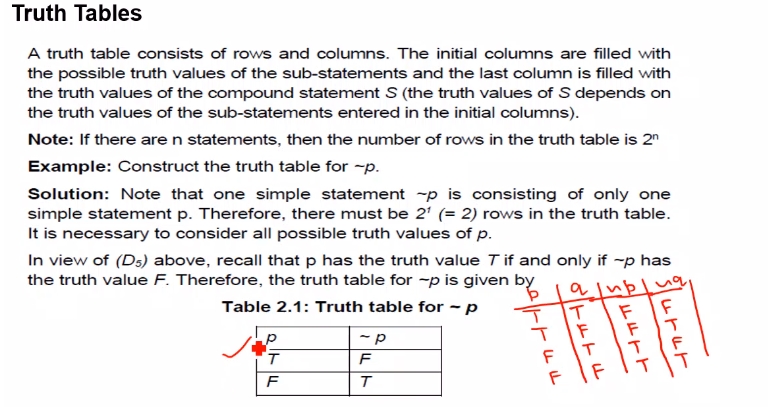 Truth Tables
A truth table consists of rows and columns. The initial columns are filled with
the possible truth values of the sub-statements and the last column is filled with
the truth values of the compound statement S (the truth values of S depends on
the truth values of the sub-statements entered in the initial columns).
Note: If there are n statements, then the number of rows in the truth table is 2ⁿ
Example: Construct the truth table for ~p.
Solution: Note that one simple statement ~p is consisting of only one
simple statement p. Therefore, there must be 2¹ (= 2) rows in the truth table.
It is necessary to consider all possible truth values of p.
In view of (D₅) above, recall that p has the truth value T if and only if ~p has
the truth value F. Therefore, the truth table for ~p is given by
Table 2.1: Truth table for ~ p
p ~ p
T F
F T
p q ~p ~q
T T F F
T F F T
F T T F
F F T T